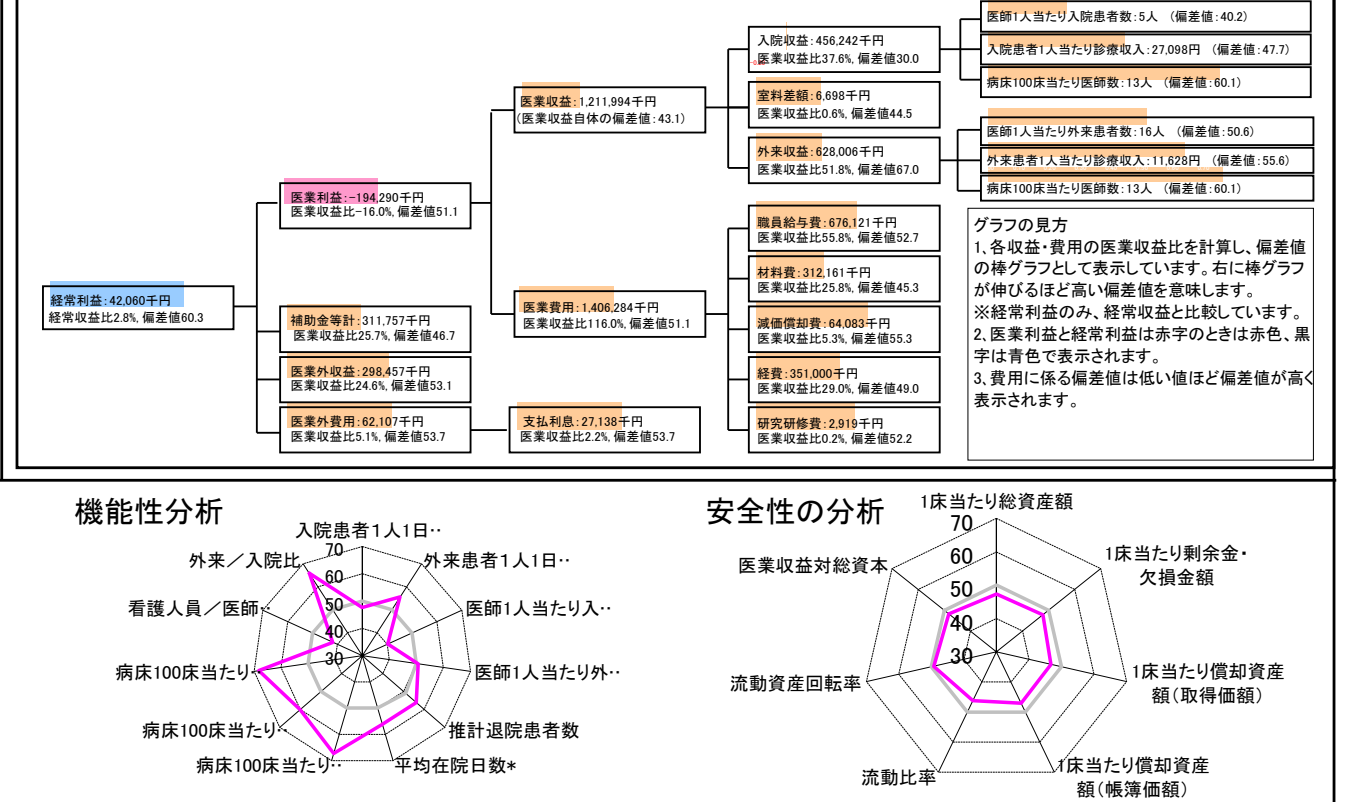 医師1人当たり入院患者数:5人 (偏差値:40.2)
入院収益:456,242千円
医業収益比37.6%, 偏差値30.0
入院患者1人当たり診療収入:27,098円 (偏差値:47.7)
病床100床当たり医師数:13人 (偏差値:60.1)
医業収益:1,211,994千円
(医業収益自体の偏差値:43.1)
室料差額:6,698千円
医業収益比0.6%, 偏差値44.5
医師1人当たり外来患者数:16人 (偏差値:50.6)
外来収益:628,006千円
医業収益比51.8%, 偏差値67.0
外来患者1人当たり診療収入:11,628円 (偏差値:55.6)
病床100床当たり医師数:13人 (偏差値:60.1)
医業利益:-194,290千円
医業収益比-16.0%, 偏差値51.1
職員給与費:676,121千円
医業収益比55.8%, 偏差値52.7
材料費:312,161千円
医業収益比25.8%, 偏差値45.3
経常利益:42,060千円
経常収益比2.8%, 偏差値60.3
補助金等計:311,757千円
医業収益比25.7%, 偏差値46.7
医業費用:1,406,284千円
医業収益比116.0%, 偏差値51.1
減価償却費:64,083千円
医業収益比5.3%, 偏差値55.3
医業外収益:298,457千円
医業収益比24.6%, 偏差値53.1
経費:351,000千円
医業収益比29.0%, 偏差値49.0
医業外費用:62,107千円
医業収益比5.1%, 偏差値53.7
支払利息:27,138千円
医業収益比2.2%, 偏差値53.7
研究研修費:2,919千円
医業収益比0.2%, 偏差値52.2
グラフの見方
1、各収益・費用の医業収益比を計算し、偏差値
の棒グラフとして表示しています。右に棒グラフ
が伸びるほど高い偏差値を意味します。
※経常利益のみ、経常収益と比較しています。
2、医業利益と経常利益は赤字のときは赤色、黒
字は青色で表示されます。
3、費用に係る偏差値は低い値ほど偏差値が高く
表示されます。
機能性分析
入院患者1人1日‥
外来患者1人1日‥
医師1人当たり入‥
医師1人当たり外‥
推計退院患者数
平均在院日数*
病床100床当たり‥
病床100床当たり‥
病床100床当たり‥
看護人員/医師‥
外来/入院比
70
60
50
40
30
安全性の分析
1床当たり総資産額
1床当たり剰余金・
欠損金額
1床当たり償却資産
額(取得価額)
1床当たり償却資産
額(帳簿価額)
流動比率
流動資産回転率
医業収益対総資本
70
60
50
40
30